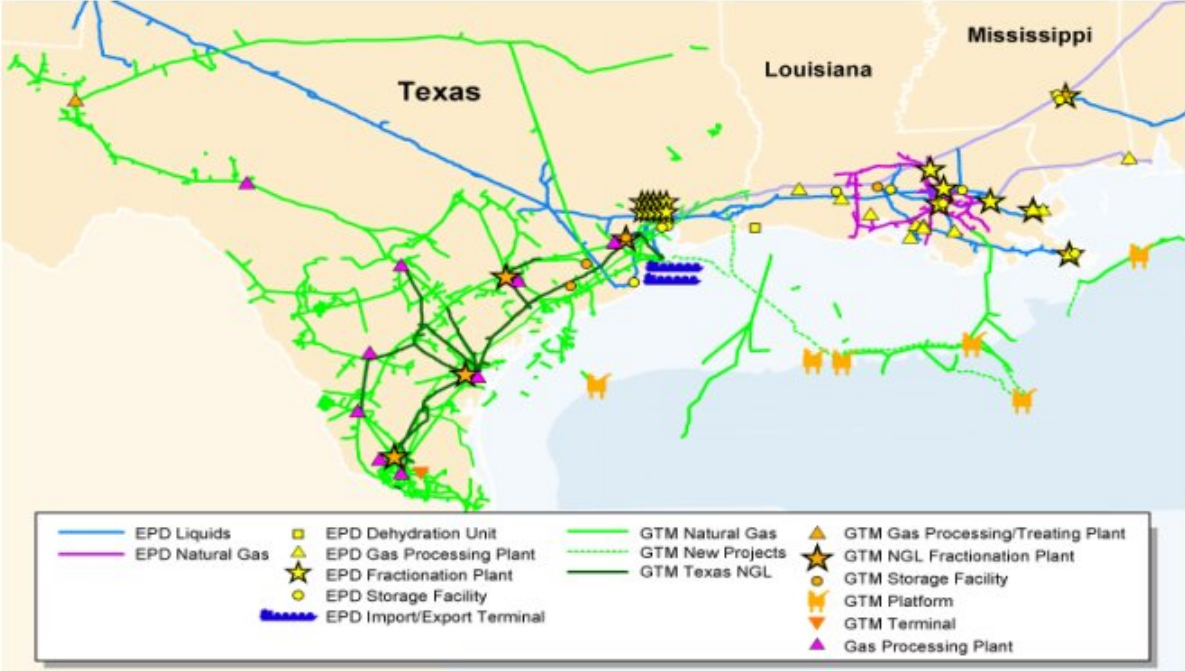 Mississippi
Louisiana
Texas
EPD Liquids
EPD Natural Gas
EPD Dehydration Unit
EPD Gas Processing Plant
EPD Fractionation Plant
EPD Storage Facility
EPD Import/Export Terminal
GTM Natural Gas
GTM New Projects
GTM Texas NGL
GTM Gas Processing/Treating Plant
GTM NGL Fractionation Plant
GTM Storage Facility
GTM Platform
GTM Terminal
Gas Processing Plant